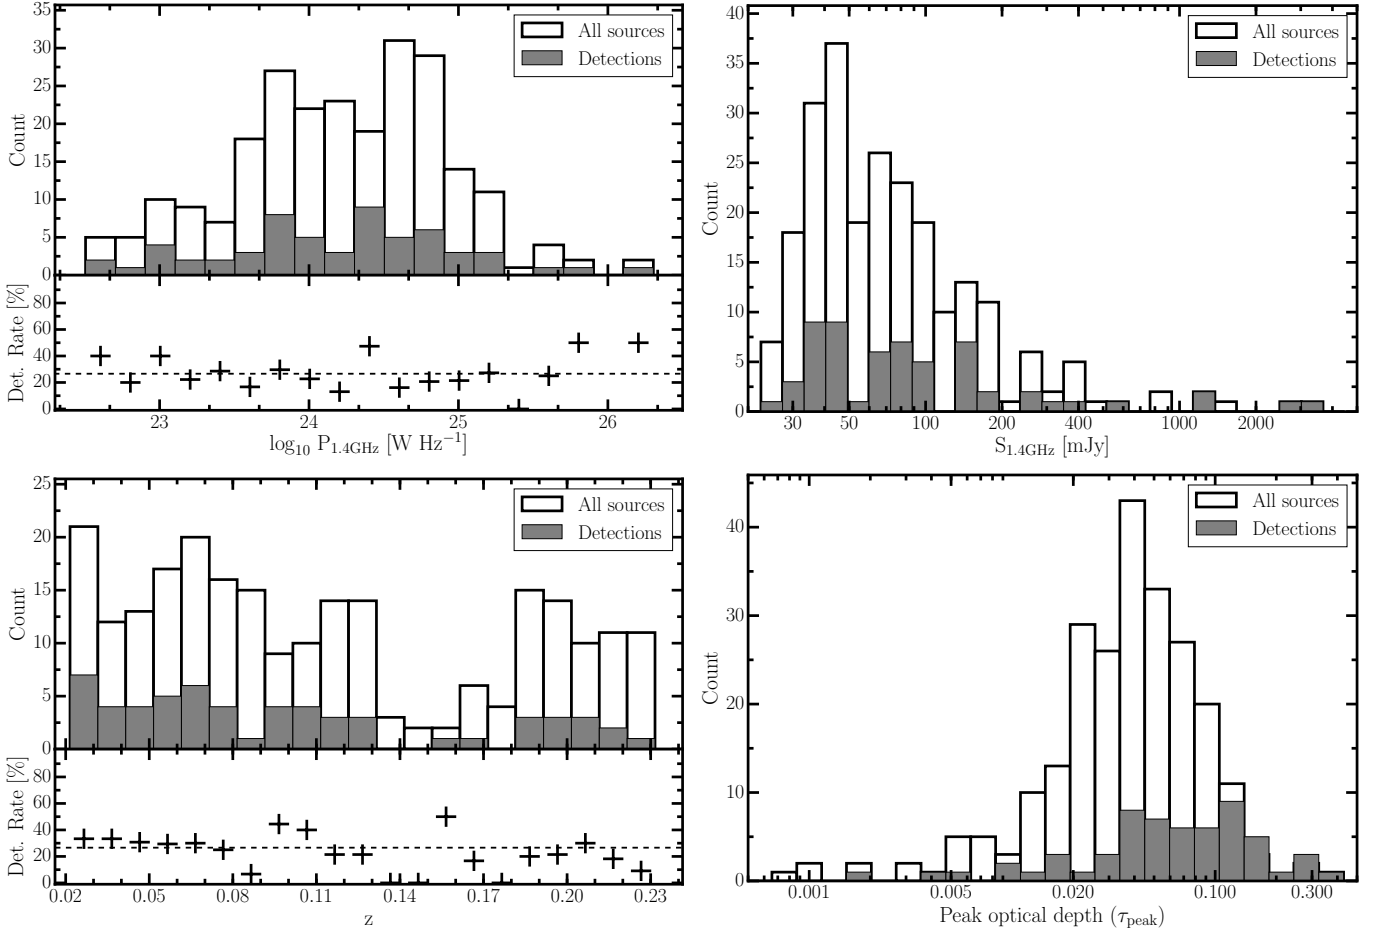 35
30
25
20
15
10
5
0
Count
All sources
Detections
80
60
40
20
0
Det. Rate [%]
23 24 25 26
log₁₀ P₁.₄GHz [W Hz⁻¹]
40
35
30
25
20
15
10
5
0
Count
All sources
Detections
30 50 100 200 400 1000 2000
S₁.₄GHz [mJy]
25
20
15
10
5
0
Count
All sources
Detections
80
60
40
20
0
Det. Rate [%]
0.02 0.05 0.08 0.11 0.14 0.17 0.20 0.23
z
40
30
20
10
0
Count
All sources
Detections
0.001 0.005 0.020 0.100 0.300
Peak optical depth (τpeak)